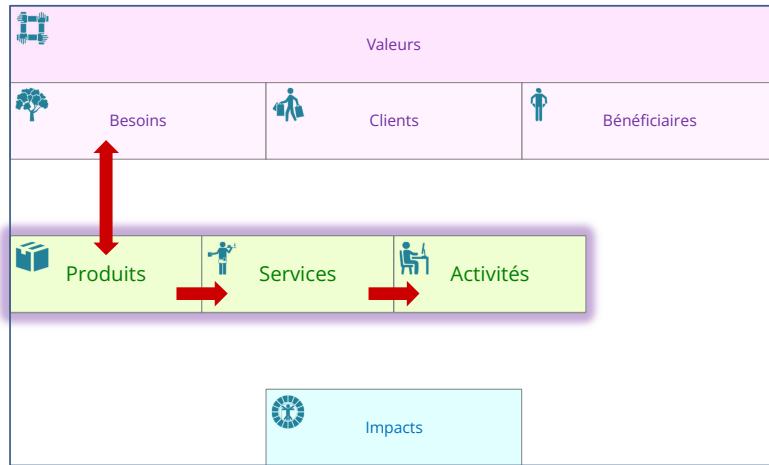 Valeurs
Besoins
Clients
Bénéficiaires
Produits
Services
Activités
Impacts